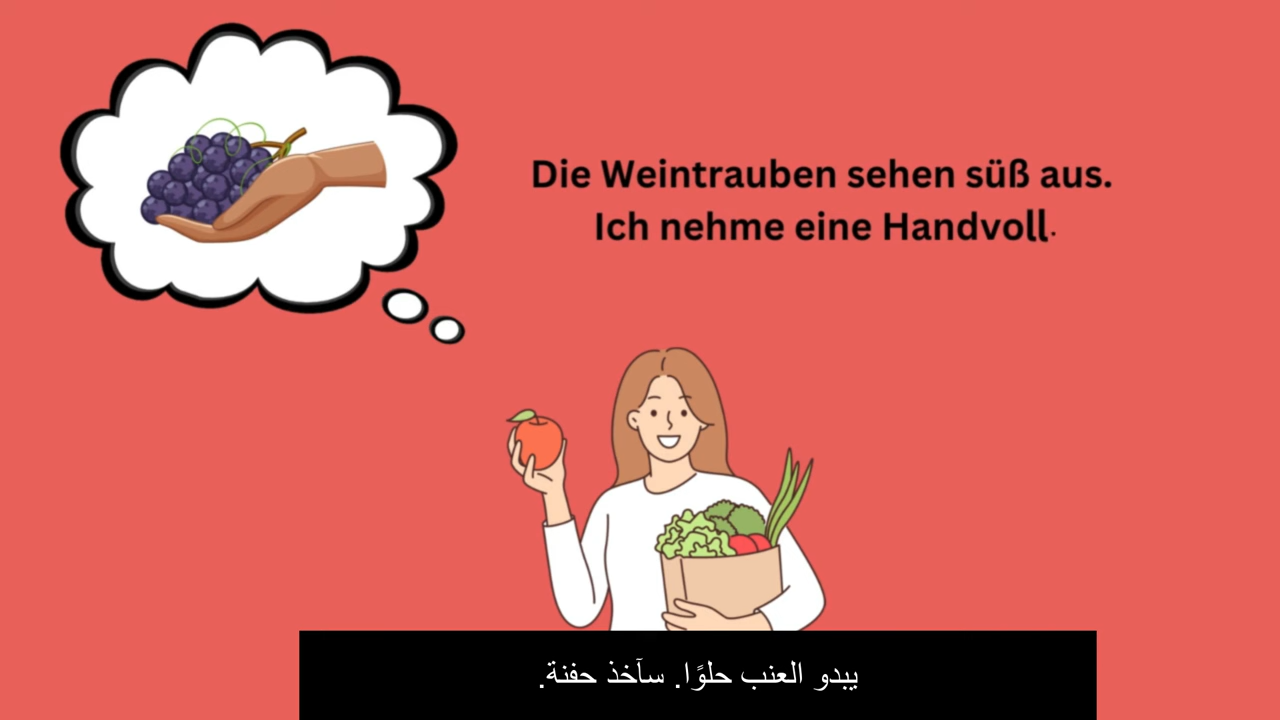 Die Weintrauben sehen süß aus.
Ich nehme eine Handvoll.
يبدو العنب حلوًا. سآخذ حفنة.